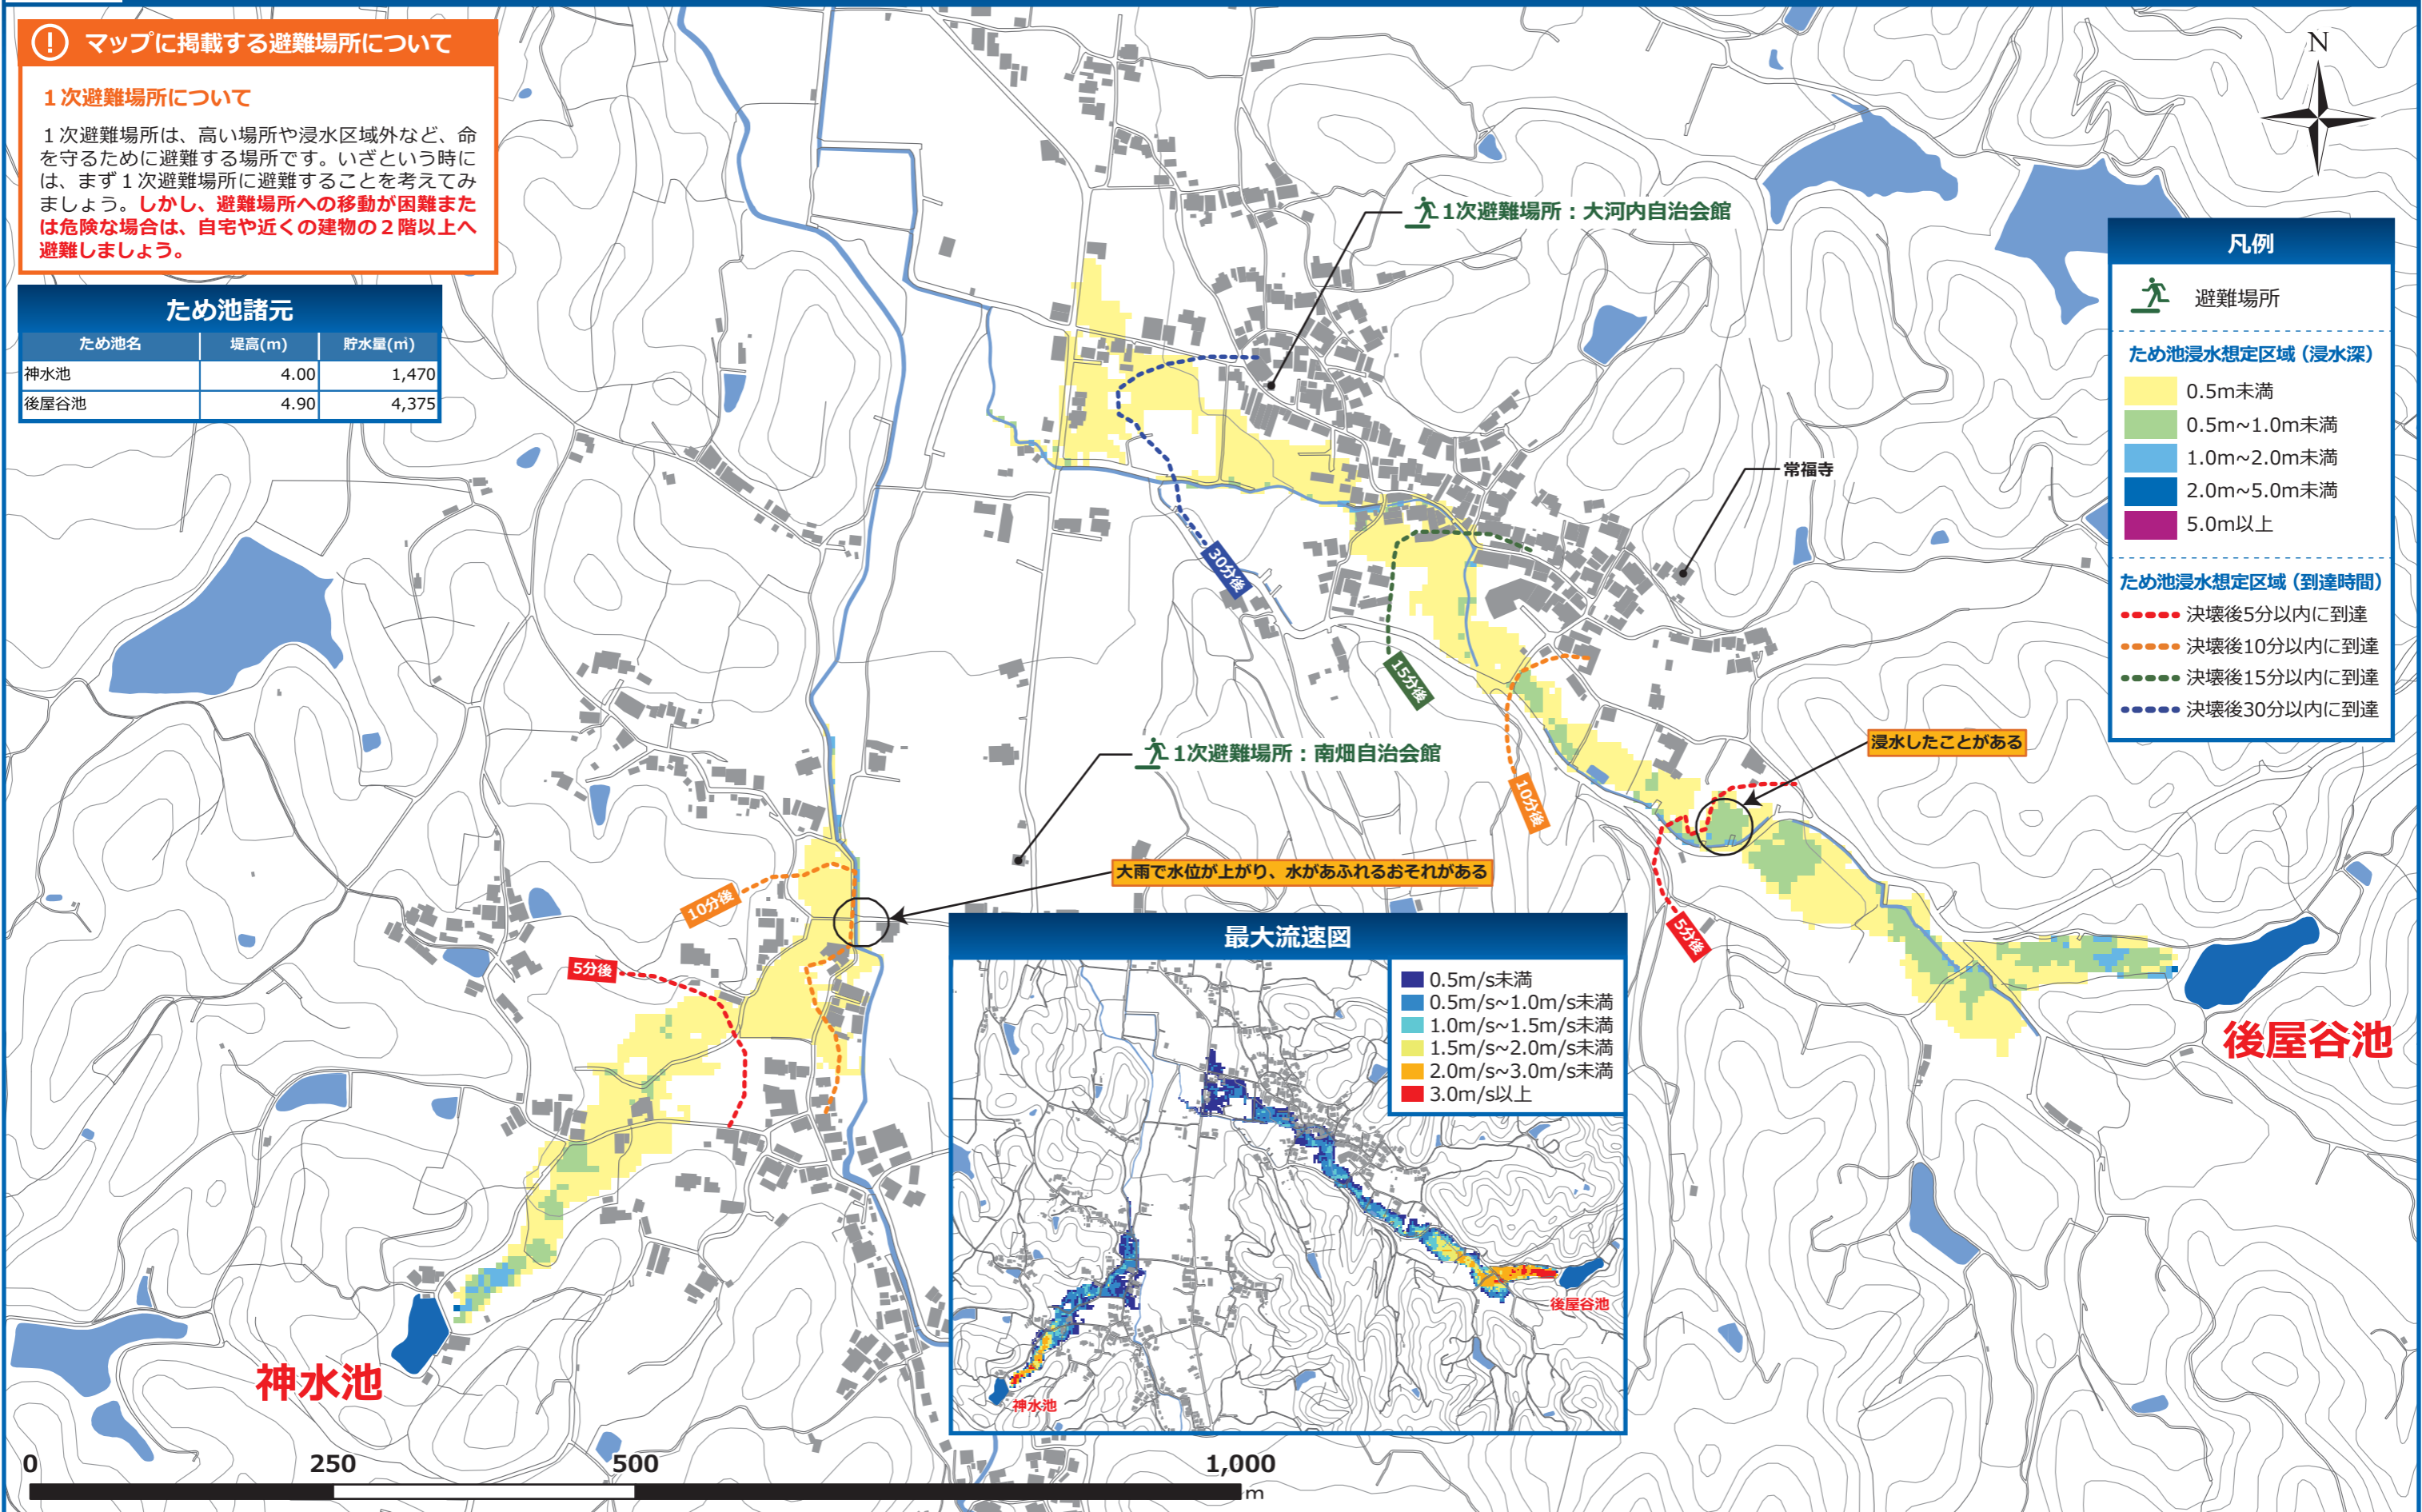 マップに掲載する避難場所について
１次避難場所について
１次避難場所は、高い場所や浸水区域外など、命
を守るために避難する場所です。いざという時に
は、まず１次避難場所に避難することを考えてみ
ましょう。しかし、避難場所への移動が困難また
は危険な場合は、自宅や近くの建物の２階以上へ
避難しましょう。
ため池諸元
ため池名 堤高(m) 貯水量(㎥)
神水池 4.00 1,470
後屋谷池 4.90 4,375
N
凡例
避難場所
ため池浸水想定区域（浸水深）
0.5m未満
0.5m~1.0m未満
1.0m~2.0m未満
2.0m~5.0m未満
5.0m以上
ため池浸水想定区域（到達時間）
決壊後5分以内に到達
決壊後10分以内に到達
決壊後15分以内に到達
決壊後30分以内に到達
1次避難場所：大河内自治会館
常福寺
30分後
15分後
10分後
5分後
浸水したことがある
1次避難場所：南畑自治会館
大雨で水位が上がり、水があふれるおそれがある
10分後
5分後
後屋谷池
神水池
最大流速図
0.5m/s未満
0.5m/s~1.0m/s未満
1.0m/s~1.5m/s未満
1.5m/s~2.0m/s未満
2.0m/s~3.0m/s未満
3.0m/s以上
後屋谷池
神水池
0 250 500 1,000
m